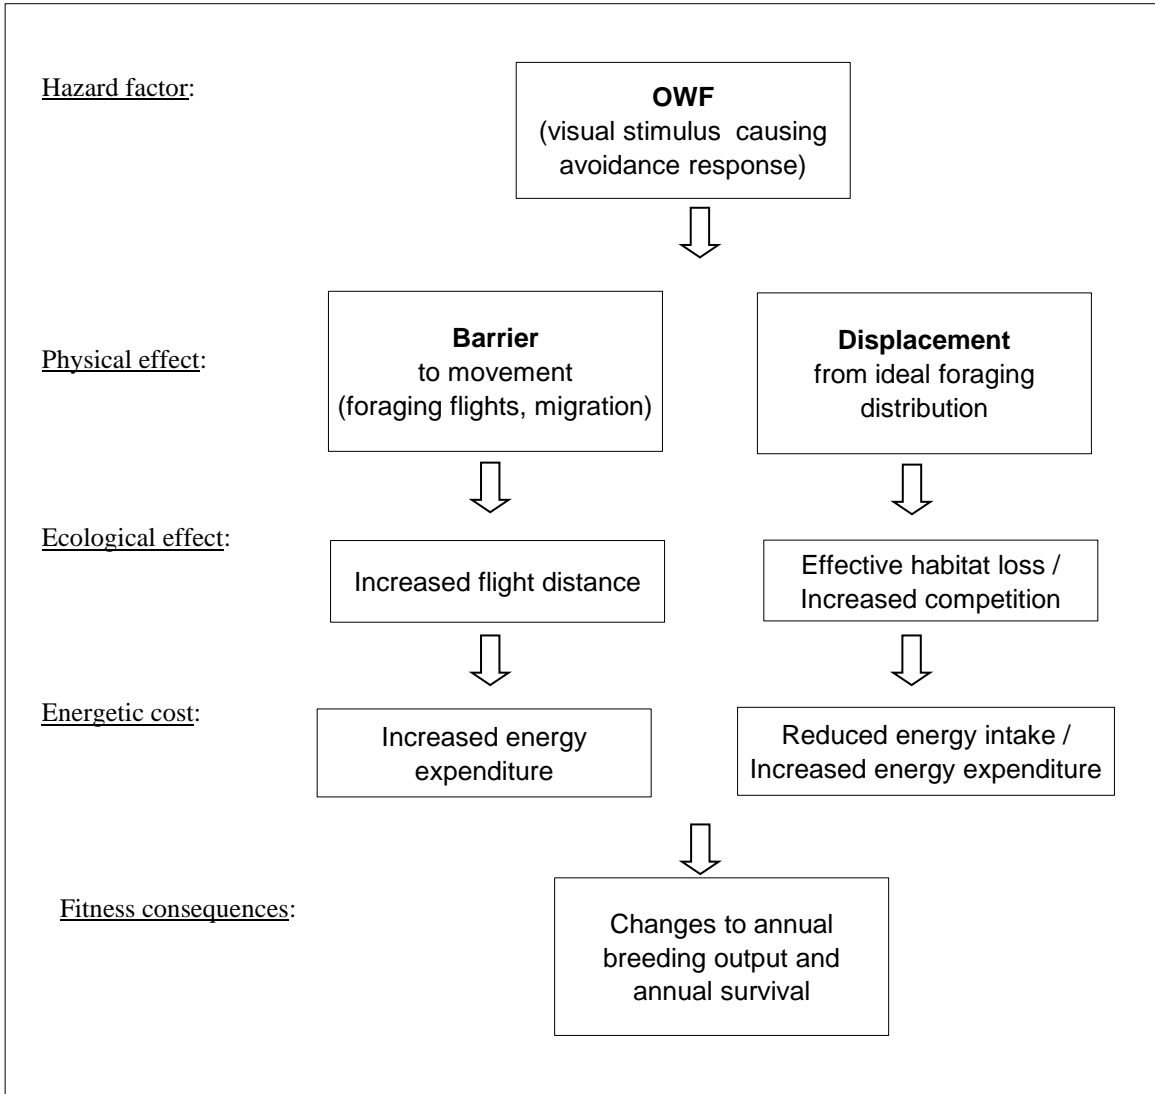 Hazard factor:
OWF
(visual stimulus causing
avoidance response)
Physical effect:
Barrier
to movement
(foraging flights, migration)
Displacement
from ideal foraging
distribution
Ecological effect:
Increased flight distance
Effective habitat loss /
Increased competition
Energetic cost:
Increased energy
expenditure
Reduced energy intake /
Increased energy expenditure
Fitness consequences:
Changes to annual
breeding output and
annual survival